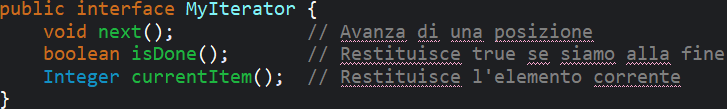 public interface MyIterator {
    void next();              // Avanza di una posizione
    boolean isDone();         // Restituisce true se siamo alla fine
    Integer currentItem();    // Restituisce l'elemento corrente
}